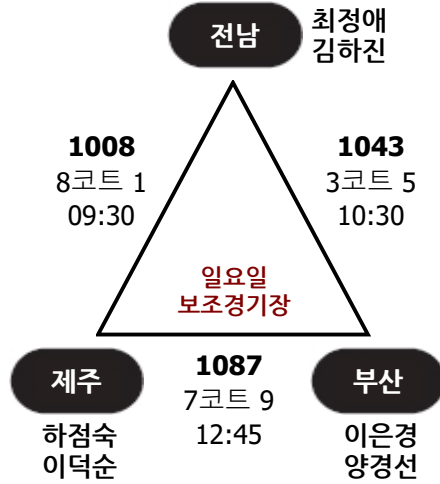 전남
최정애
김하진
1008
8코트 1
09:30
1043
3코트 5
10:30
일요일
보조경기장
제주
하점숙
이덕순
1087
7코트 9
12:45
부산
이은경
양경선